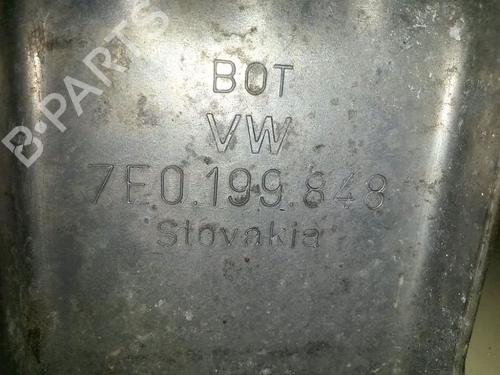 B-PARTS
BOT
VW
7E0.199.848
Slovakia